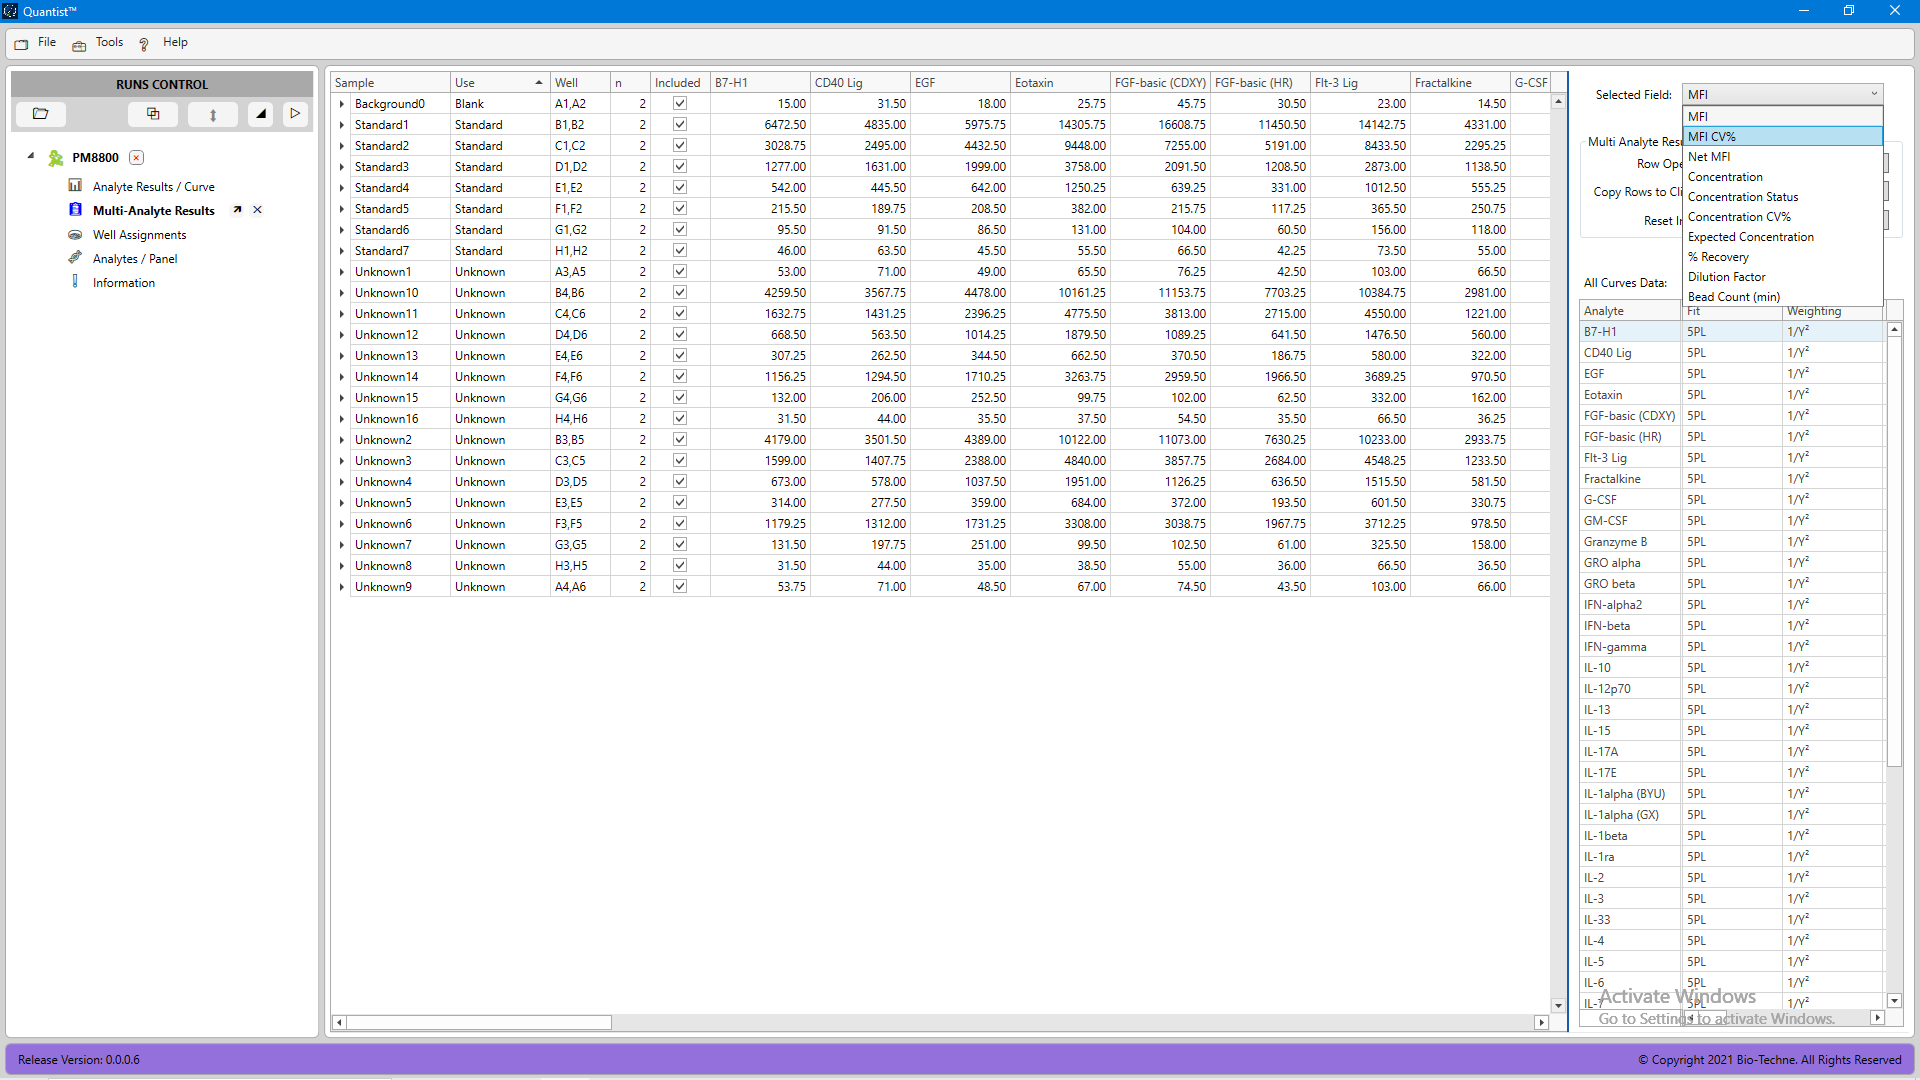 Quantist™
File Tools ? Help
RUNS CONTROL
PM8800
Analyte Results / Curve
Multi-Analyte Results
Well Assignments
Analytes / Panel
Information
Sample Use Well n Included B7-H1 CD40 Lig EGF Eotaxin FGF-basic (CDXY) FGF-basic (HR) Flt-3 Lig Fractalkine G-CSF
Background0 Blank A1,A2 2 15.00 31.50 18.00 25.75 45.75 30.50 23.00 14.50
Standard1 Standard B1,B2 2 6472.50 4835.00 5975.75 14305.75 16608.75 11450.50 14142.75 4331.00
Standard2 Standard C1,C2 2 3028.75 2495.00 4432.50 9448.00 7255.00 5191.00 8433.50 2295.25
Standard3 Standard D1,D2 2 1277.00 1631.00 1999.00 3758.00 2091.50 1208.50 2873.00 1138.50
Standard4 Standard E1,E2 2 542.00 445.50 642.00 1250.25 639.25 331.00 1012.50 555.25
Standard5 Standard F1,F2 2 215.50 189.75 208.50 382.00 215.75 117.25 365.50 250.75
Standard6 Standard G1,G2 2 95.50 91.50 86.50 131.00 104.00 60.50 156.00 118.00
Standard7 Standard H1,H2 2 46.00 63.50 45.50 55.50 66.50 42.25 73.50 55.00
Unknown1 Unknown A3,A5 2 53.00 71.00 49.00 65.50 76.25 42.50 103.00 66.50
Unknown10 Unknown B4,B6 2 4259.50 3567.75 4478.00 10161.25 11153.75 7703.25 10384.75 2981.00
Unknown11 Unknown C4,C6 2 1632.75 1431.25 2396.25 4775.50 3813.00 2715.00 4550.00 1221.00
Unknown12 Unknown D4,D6 2 668.50 563.50 1014.25 1879.50 1089.25 641.50 1476.50 560.00
Unknown13 Unknown E4,E6 2 307.25 262.50 344.50 662.50 370.50 186.75 580.00 322.00
Unknown14 Unknown F4,F6 2 1156.25 1294.50 1710.25 3263.75 2959.50 1966.50 3689.25 970.50
Unknown15 Unknown G4,G6 2 132.00 206.00 252.50 99.75 102.00 62.50 332.00 162.00
Unknown16 Unknown H4,H6 2 31.50 44.00 35.50 37.50 54.50 35.50 66.50 36.25
Unknown2 Unknown B3,B5 2 4179.00 3501.50 4389.00 10122.00 11073.00 7630.25 10233.00 2933.75
Unknown3 Unknown C3,C5 2 1599.00 1407.75 2388.00 4840.00 3857.75 2684.00 4548.25 1233.50
Unknown4 Unknown D3,D5 2 673.00 578.00 1037.50 1951.00 1126.25 636.50 1515.50 581.50
Unknown5 Unknown E3,E5 2 314.00 277.50 359.00 684.00 372.00 193.50 601.50 330.75
Unknown6 Unknown F3,F5 2 1179.25 1312.00 1731.25 3308.00 3038.75 1967.75 3712.25 978.50
Unknown7 Unknown G3,G5 2 131.50 197.75 251.00 99.50 102.50 61.00 325.50 158.00
Unknown8 Unknown H3,H5 2 31.50 44.00 35.00 38.50 55.00 36.00 66.50 36.50
Unknown9 Unknown A4,A6 2 53.75 71.00 48.50 67.00 74.50 43.50 103.00 66.00
Selected Field: MFI
MFI
MFI CV%
Net MFI
Concentration
Concentration Status
Concentration CV%
Expected Concentration
% Recovery
Dilution Factor
Bead Count (min)
Multi Analyte Resu
Row Ope
Copy Rows to Cli
Reset In
All Curves Data:
Analyte Fit Weighting
B7-H1 5PL 1/Y²
CD40 Lig 5PL 1/Y²
EGF 5PL 1/Y²
Eotaxin 5PL 1/Y²
FGF-basic (CDXY) 5PL 1/Y²
FGF-basic (HR) 5PL 1/Y²
Flt-3 Lig 5PL 1/Y²
Fractalkine 5PL 1/Y²
G-CSF 5PL 1/Y²
GM-CSF 5PL 1/Y²
Granzyme B 5PL 1/Y²
GRO alpha 5PL 1/Y²
GRO beta 5PL 1/Y²
IFN-alpha2 5PL 1/Y²
IFN-beta 5PL 1/Y²
IFN-gamma 5PL 1/Y²
IL-10 5PL 1/Y²
IL-12p70 5PL 1/Y²
IL-13 5PL 1/Y²
IL-15 5PL 1/Y²
IL-17A 5PL 1/Y²
IL-17E 5PL 1/Y²
IL-1alpha (BYU) 5PL 1/Y²
IL-1alpha (GX) 5PL 1/Y²
IL-1beta 5PL 1/Y²
IL-1ra 5PL 1/Y²
IL-2 5PL 1/Y²
IL-3 5PL 1/Y²
IL-33 5PL 1/Y²
IL-4 5PL 1/Y²
IL-5 5PL 1/Y²
IL-6 5PL 1/Y²
IL-7 5PL 1/Y²
Activate Windows
Go to Settings to activate Windows.
Release Version: 0.0.0.6
© Copyright 2021 Bio-Techne. All Rights Reserved